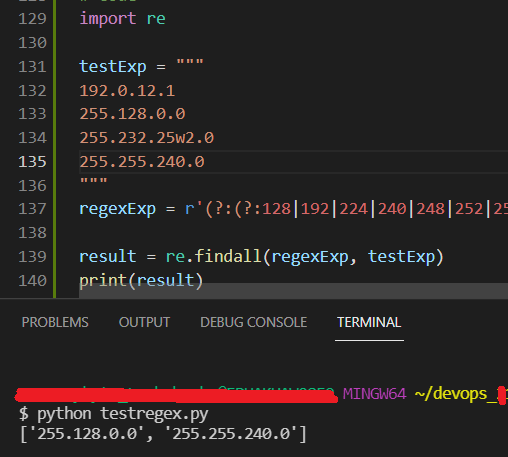 129 import re
130
131 testExp = """
132 192.0.12.1
133 255.128.0.0
134 255.232.25w2.0
135 255.255.240.0
136 """
137 regexExp = r'(?:(?:128|192|224|240|248|252|25
138
139 result = re.findall(regexExp, testExp)
140 print(result)
PROBLEMS OUTPUT DEBUG CONSOLE TERMINAL
MINGW64 ~/devops_
$ python testregex.py
['255.128.0.0', '255.255.240.0']